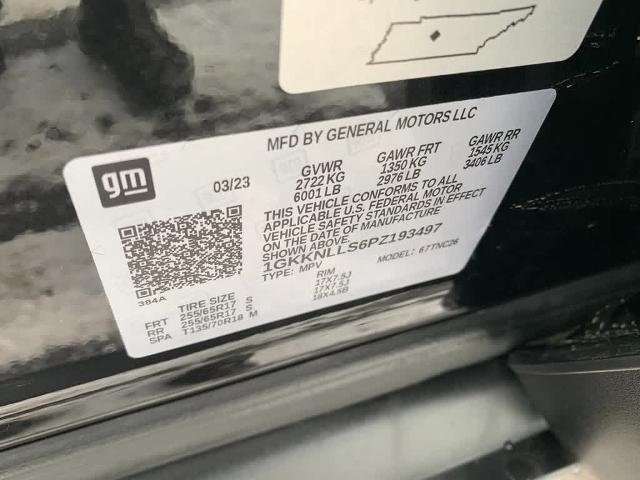 MFD BY GENERAL MOTORS LLC
gm
03/23
GVWR GAWR FRT GAWR RR
2722 KG 1350 KG 1545 KG
6001 LB 2976 LB 3406 LB
THIS VEHICLE CONFORMS TO ALL
APPLICABLE U.S. FEDERAL MOTOR
VEHICLE SAFETY STANDARDS IN EFFECT
ON THE DATE OF MANUFACTURE
SHOWN ABOVE.
1GKKNLLS6PZ193497
TYPE: MPV MODEL: 67TNC26
384A
TIRE SIZE RIM
FRT 255/65R17 S 17X7.5J
RR 255/65R17 S 17X7.5J
SPA T135/70R18 M 18X4.5B